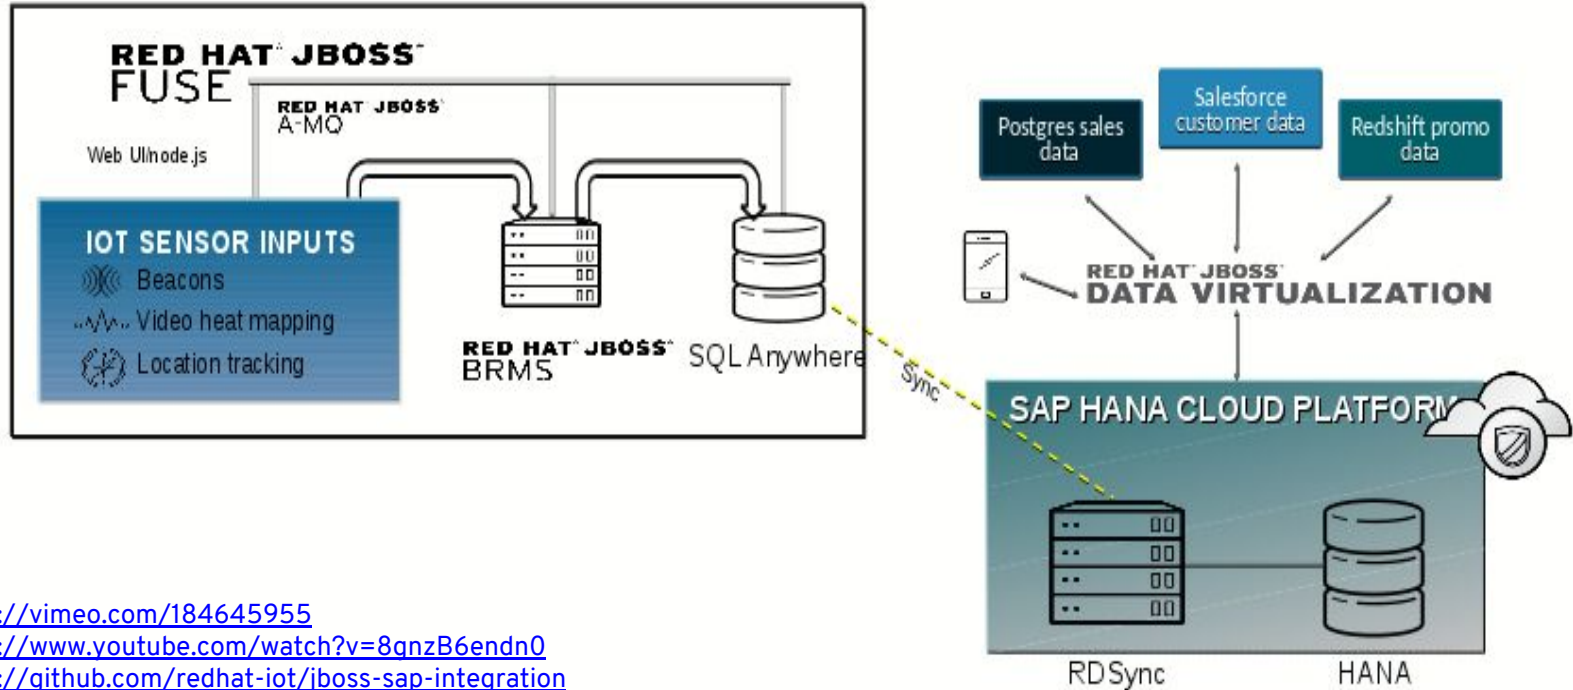 RED HAT® JBOSS®
FUSE
RED HAT® JBOSS®
A-MQ
Web UI/node.js
IOT SENSOR INPUTS
Beacons
Video heat mapping
Location tracking
RED HAT® JBOSS®
BRMS
SQL Anywhere
Sync
Postgres sales
data
Salesforce
customer data
Redshift promo
data
RED HAT® JBOSS®
DATA VIRTUALIZATION
SAP HANA CLOUD PLATFORM
RDSync
HANA
://vimeo.com/184645955
://www.youtube.com/watch?v=8gnzB6endn0
://github.com/redhat-iot/jboss-sap-integration